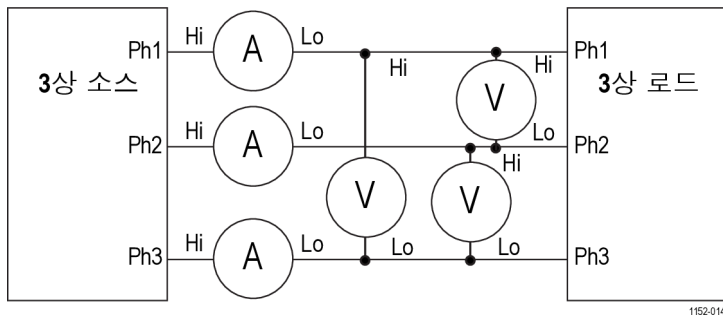 Hi A Lo
Ph1 Hi Hi Ph1
3상 소스 3상 로드
V
Hi A Lo Lo
Ph2 Hi Ph2
V V
Hi A Lo Lo Lo
Ph3 Ph3
1152-014